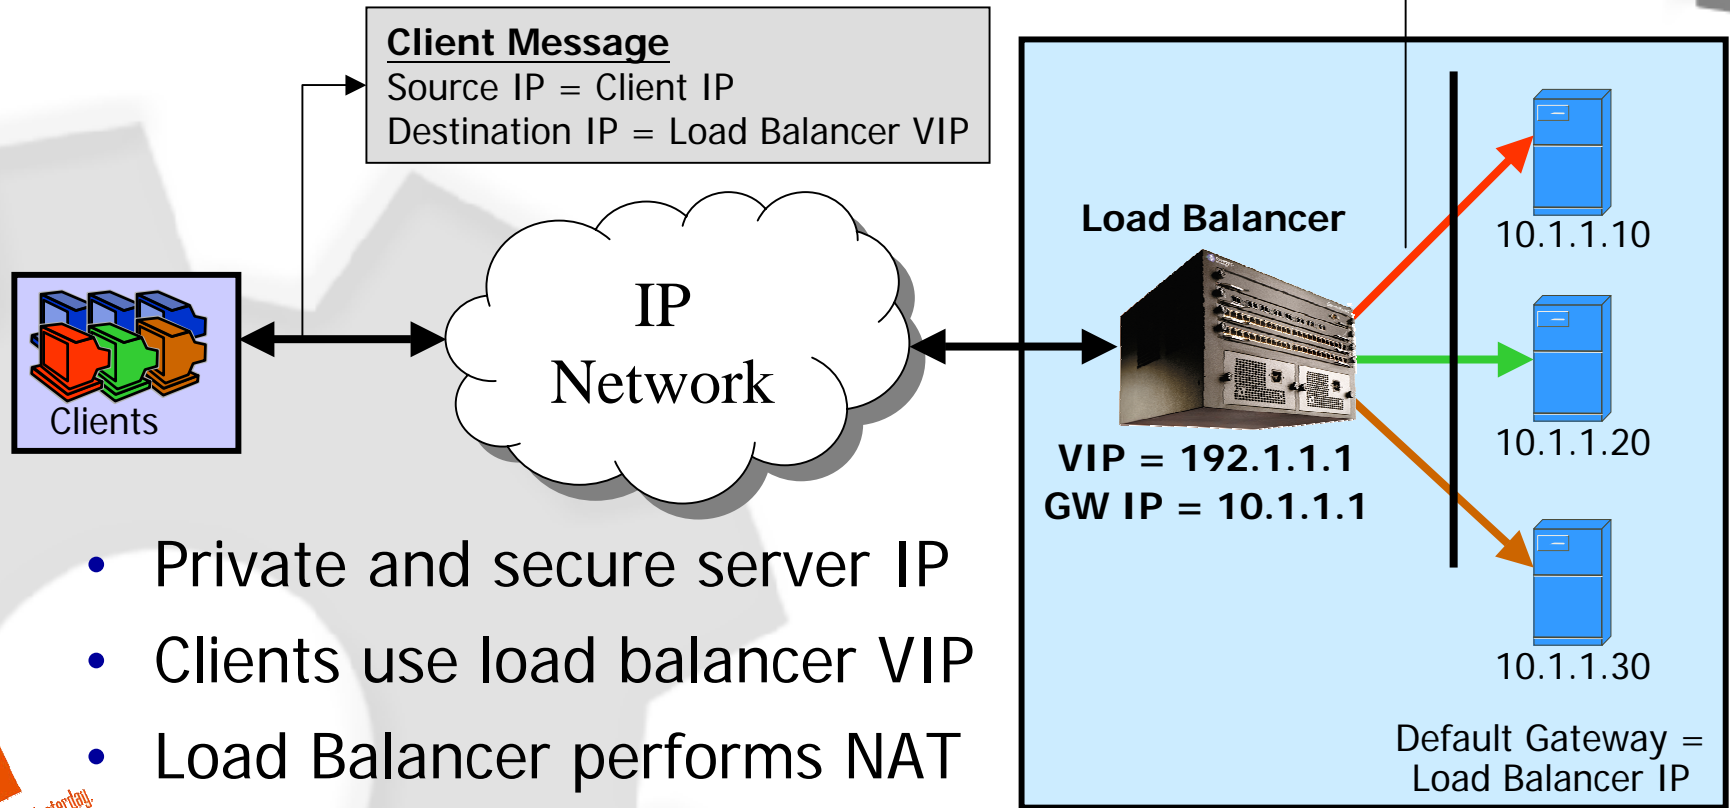 Client Message
Source IP = Client IP
Destination IP = Load Balancer VIP
Load Balancer
10.1.1.10
IP
Network
Clients
10.1.1.20
VIP = 192.1.1.1
GW IP = 10.1.1.1
10.1.1.30
Default Gateway =
Load Balancer IP
• Private and secure server IP
• Clients use load balancer VIP
• Load Balancer performs NAT